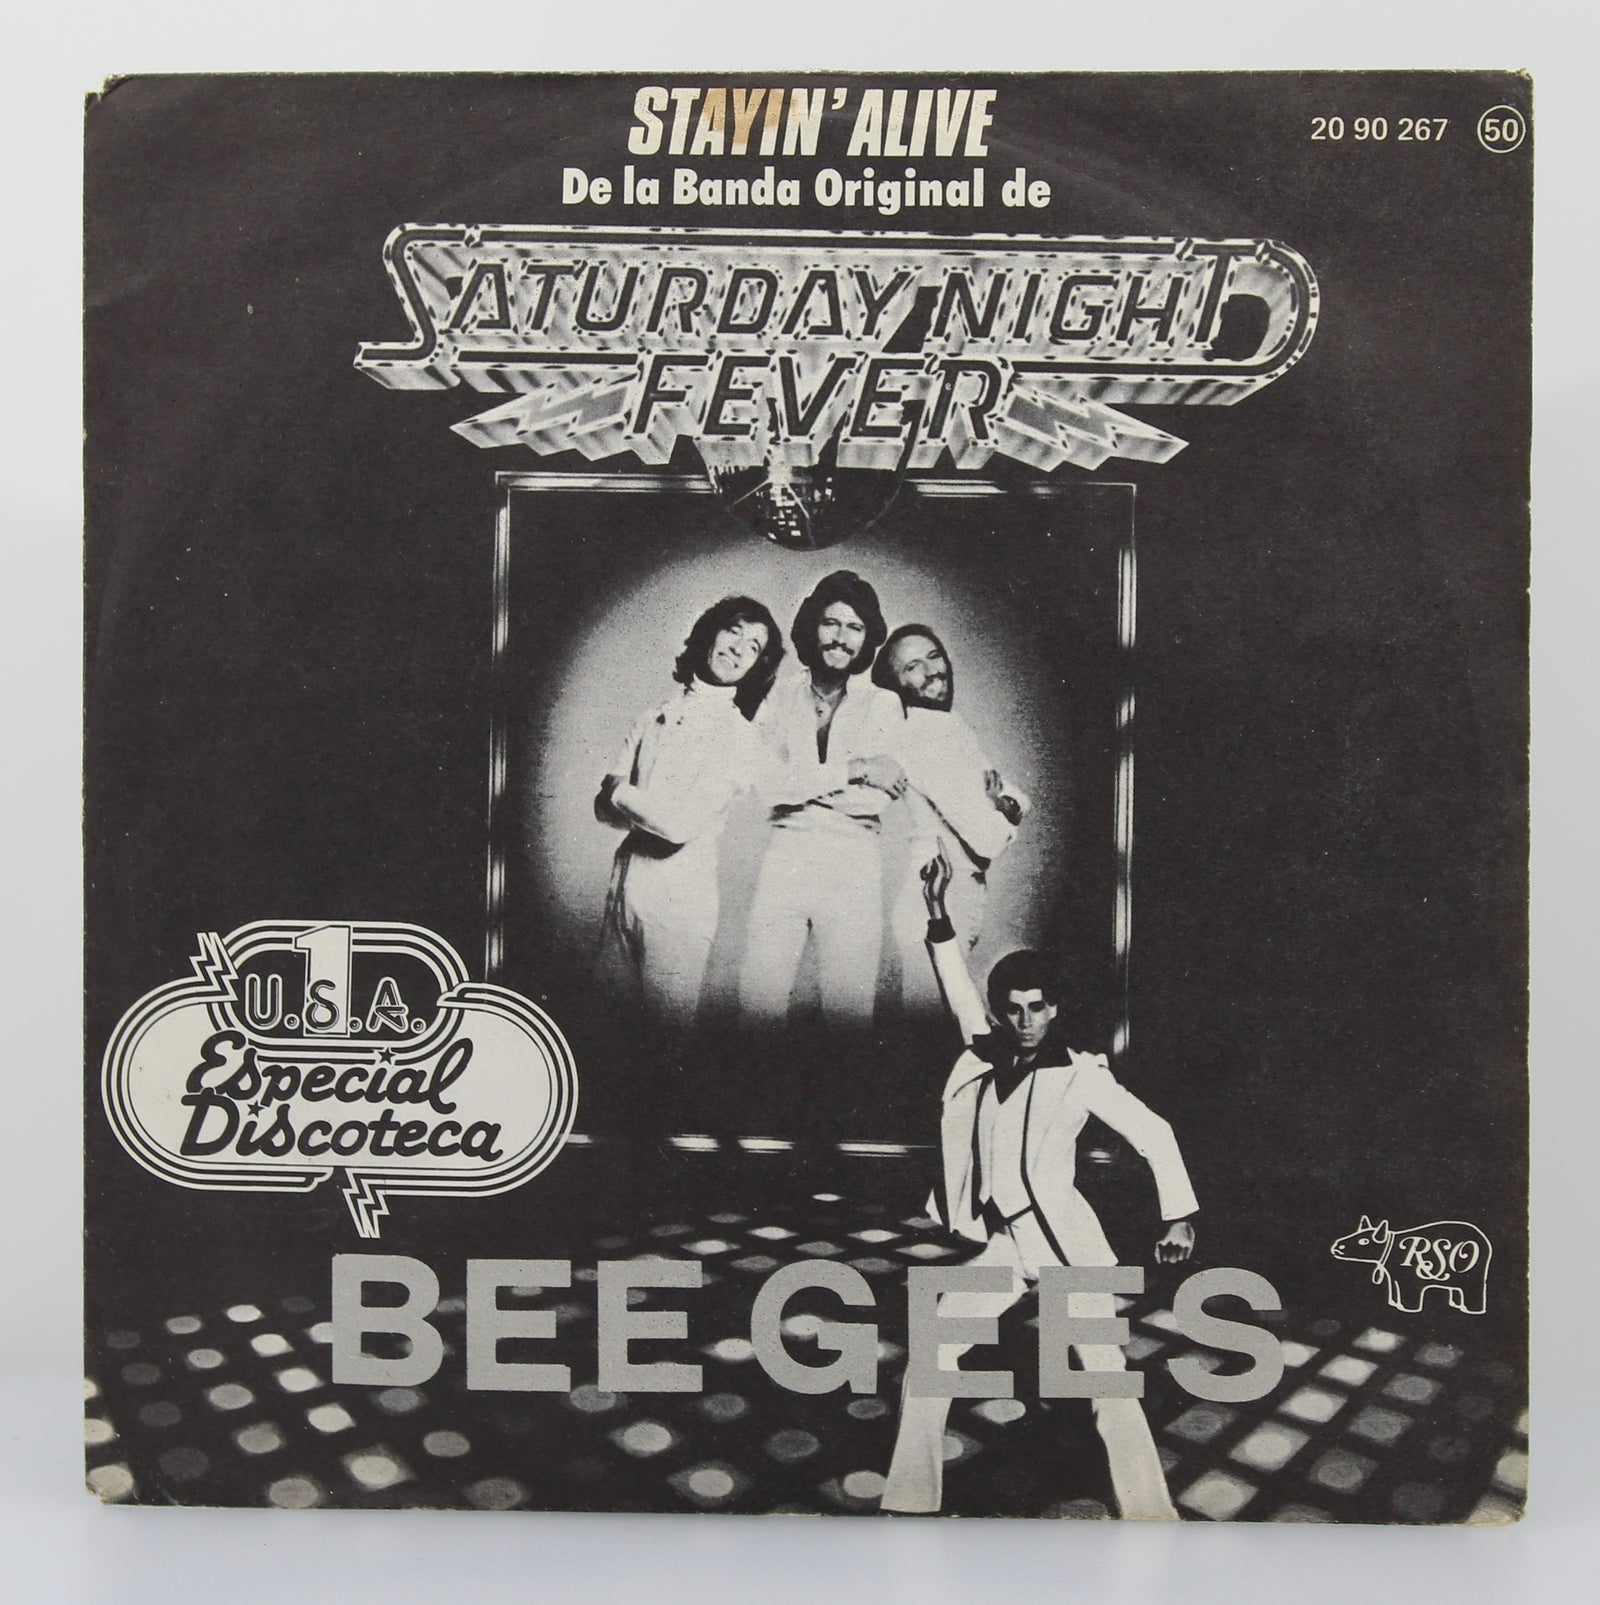 STAYIN' ALIVE
20 90 267 50
De la Banda Original de
SATURDAY NIGHT
FEVER
1
U.S.A.
Especial
Discoteca
RSO
BEE GEES